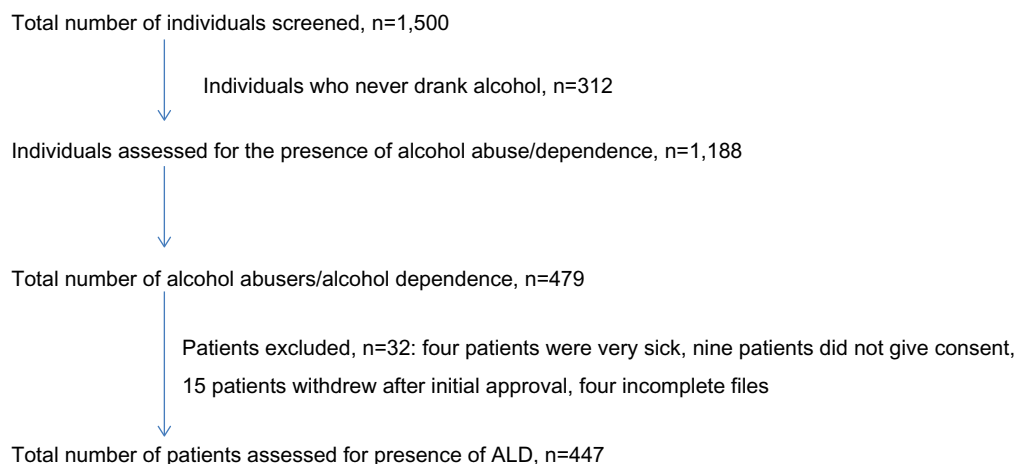 Total number of individuals screened, n=1,500
Individuals who never drank alcohol, n=312
Individuals assessed for the presence of alcohol abuse/dependence, n=1,188
Total number of alcohol abusers/alcohol dependence, n=479
Patients excluded, n=32: four patients were very sick, nine patients did not give consent,
15 patients withdrew after initial approval, four incomplete files
Total number of patients assessed for presence of ALD, n=447